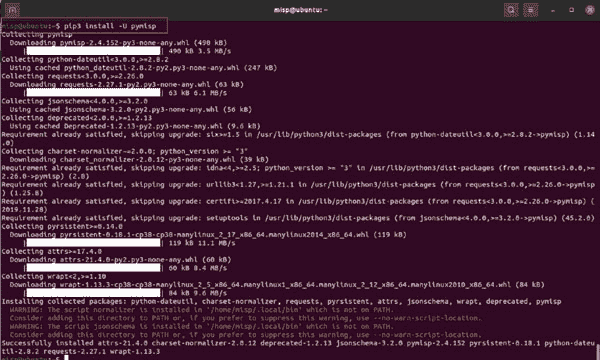 misp@ubuntu: ~
misp@ubuntu:~$ pip3 install -U pymisp
Collecting pymisp
Downloading pymisp-2.4.152-py3-none-any.whl (490 kB)
490 kB 3.5 MB/s
Collecting python-dateutil<3.0.0,>=2.8.2
Using cached python_dateutil-2.8.2-py2.py3-none-any.whl (247 kB)
Collecting requests<3.0.0,>=2.26.0
Downloading requests-2.27.1-py2.py3-none-any.whl (63 kB)
63 kB 6.1 MB/s
Collecting jsonschema<4.0.0,>=3.2.0
Using cached jsonschema-3.2.0-py2.py3-none-any.whl (56 kB)
Collecting deprecated<2.0.0,>=1.2.13
Using cached Deprecated-1.2.13-py2.py3-none-any.whl (9.6 kB)
Requirement already satisfied, skipping upgrade: six>=1.5 in /usr/lib/python3/dist-packages (from python-dateutil<3.0.0,>=2.8.2->pymisp) (1.14
.0)
Collecting charset-normalizer~=2.0.0; python_version >= "3"
Downloading charset_normalizer-2.0.12-py3-none-any.whl (39 kB)
Requirement already satisfied, skipping upgrade: idna<4,>=2.5; python_version >= "3" in /usr/lib/python3/dist-packages (from requests<3.0.0,>=
2.26.0->pymisp) (2.8)
Requirement already satisfied, skipping upgrade: urllib3<1.27,>=1.21.1 in /usr/lib/python3/dist-packages (from requests<3.0.0,>=2.26.0->pymisp
) (1.25.8)
Requirement already satisfied, skipping upgrade: certifi>=2017.4.17 in /usr/lib/python3/dist-packages (from requests<3.0.0,>=2.26.0->pymisp) (
2019.11.28)
Requirement already satisfied, skipping upgrade: setuptools in /usr/lib/python3/dist-packages (from jsonschema<4.0.0,>=3.2.0->pymisp) (45.2.0)
Collecting pyrsistent>=0.14.0
Downloading pyrsistent-0.18.1-cp38-cp38-manylinux_2_17_x86_64.manylinux2014_x86_64.whl (119 kB)
119 kB 11.1 MB/s
Collecting attrs>=17.4.0
Downloading attrs-21.4.0-py2.py3-none-any.whl (60 kB)
60 kB 8.4 MB/s
Collecting wrapt<2,>=1.10
Downloading wrapt-1.13.3-cp38-cp38-manylinux_2_5_x86_64.manylinux1_x86_64.manylinux_2_12_x86_64.manylinux2010_x86_64.whl (84 kB)
84 kB 9.6 MB/s
Installing collected packages: python-dateutil, charset-normalizer, requests, pyrsistent, attrs, jsonschema, wrapt, deprecated, pymisp
WARNING: The script normalizer is installed in '/home/misp/.local/bin' which is not on PATH.
Consider adding this directory to PATH or, if you prefer to suppress this warning, use --no-warn-script-location.
WARNING: The script jsonschema is installed in '/home/misp/.local/bin' which is not on PATH.
Consider adding this directory to PATH or, if you prefer to suppress this warning, use --no-warn-script-location.
Successfully installed attrs-21.4.0 charset-normalizer-2.0.12 deprecated-1.2.13 jsonschema-3.2.0 pymisp-2.4.152 pyrsistent-0.18.1 python-dateu
til-2.8.2 requests-2.27.1 wrapt-1.13.3